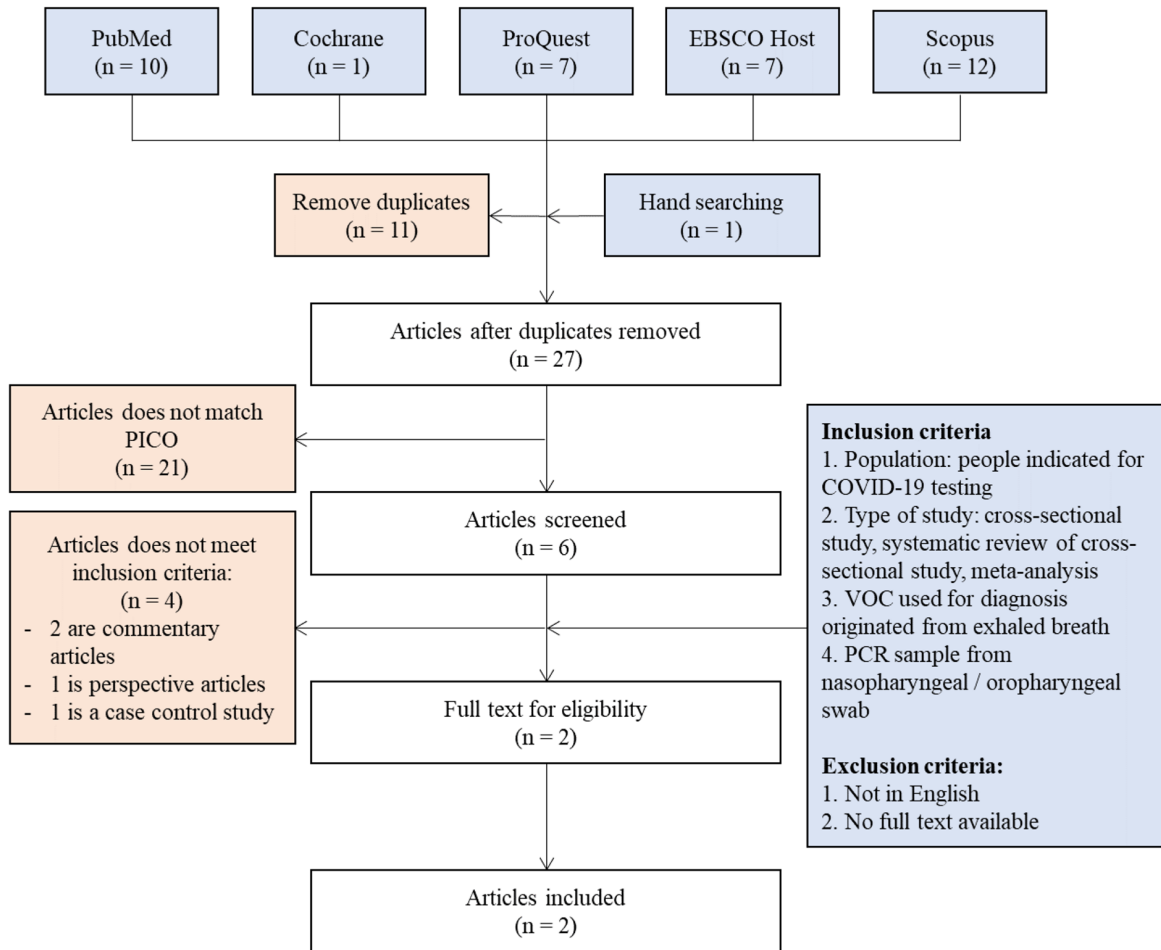 PubMed
(n = 10)
Cochrane
(n = 1)
ProQuest
(n = 7)
EBSCO Host
(n = 7)
Scopus
(n = 12)
Remove duplicates
(n = 11)
Hand searching
(n = 1)
Articles after duplicates removed
(n = 27)
Articles does not match
PICO
(n = 21)
Articles screened
(n = 6)
Articles does not meet
inclusion criteria:
(n = 4)
- 2 are commentary
articles
- 1 is perspective articles
- 1 is a case control study
Inclusion criteria
1. Population: people indicated for
COVID-19 testing
2. Type of study: cross-sectional
study, systematic review of cross-
sectional study, meta-analysis
3. VOC used for diagnosis
originated from exhaled breath
4. PCR sample from
nasopharyngeal / oropharyngeal
swab
Exclusion criteria:
1. Not in English
2. No full text available
Full text for eligibility
(n = 2)
Articles included
(n = 2)